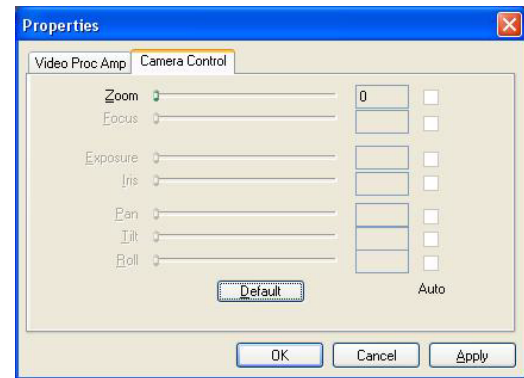 Properties
Video Proc Amp Camera Control
Zoom 0
Focus
Exposure
Iris
Pan
Tilt
Roll
Default Auto
OK Cancel Apply